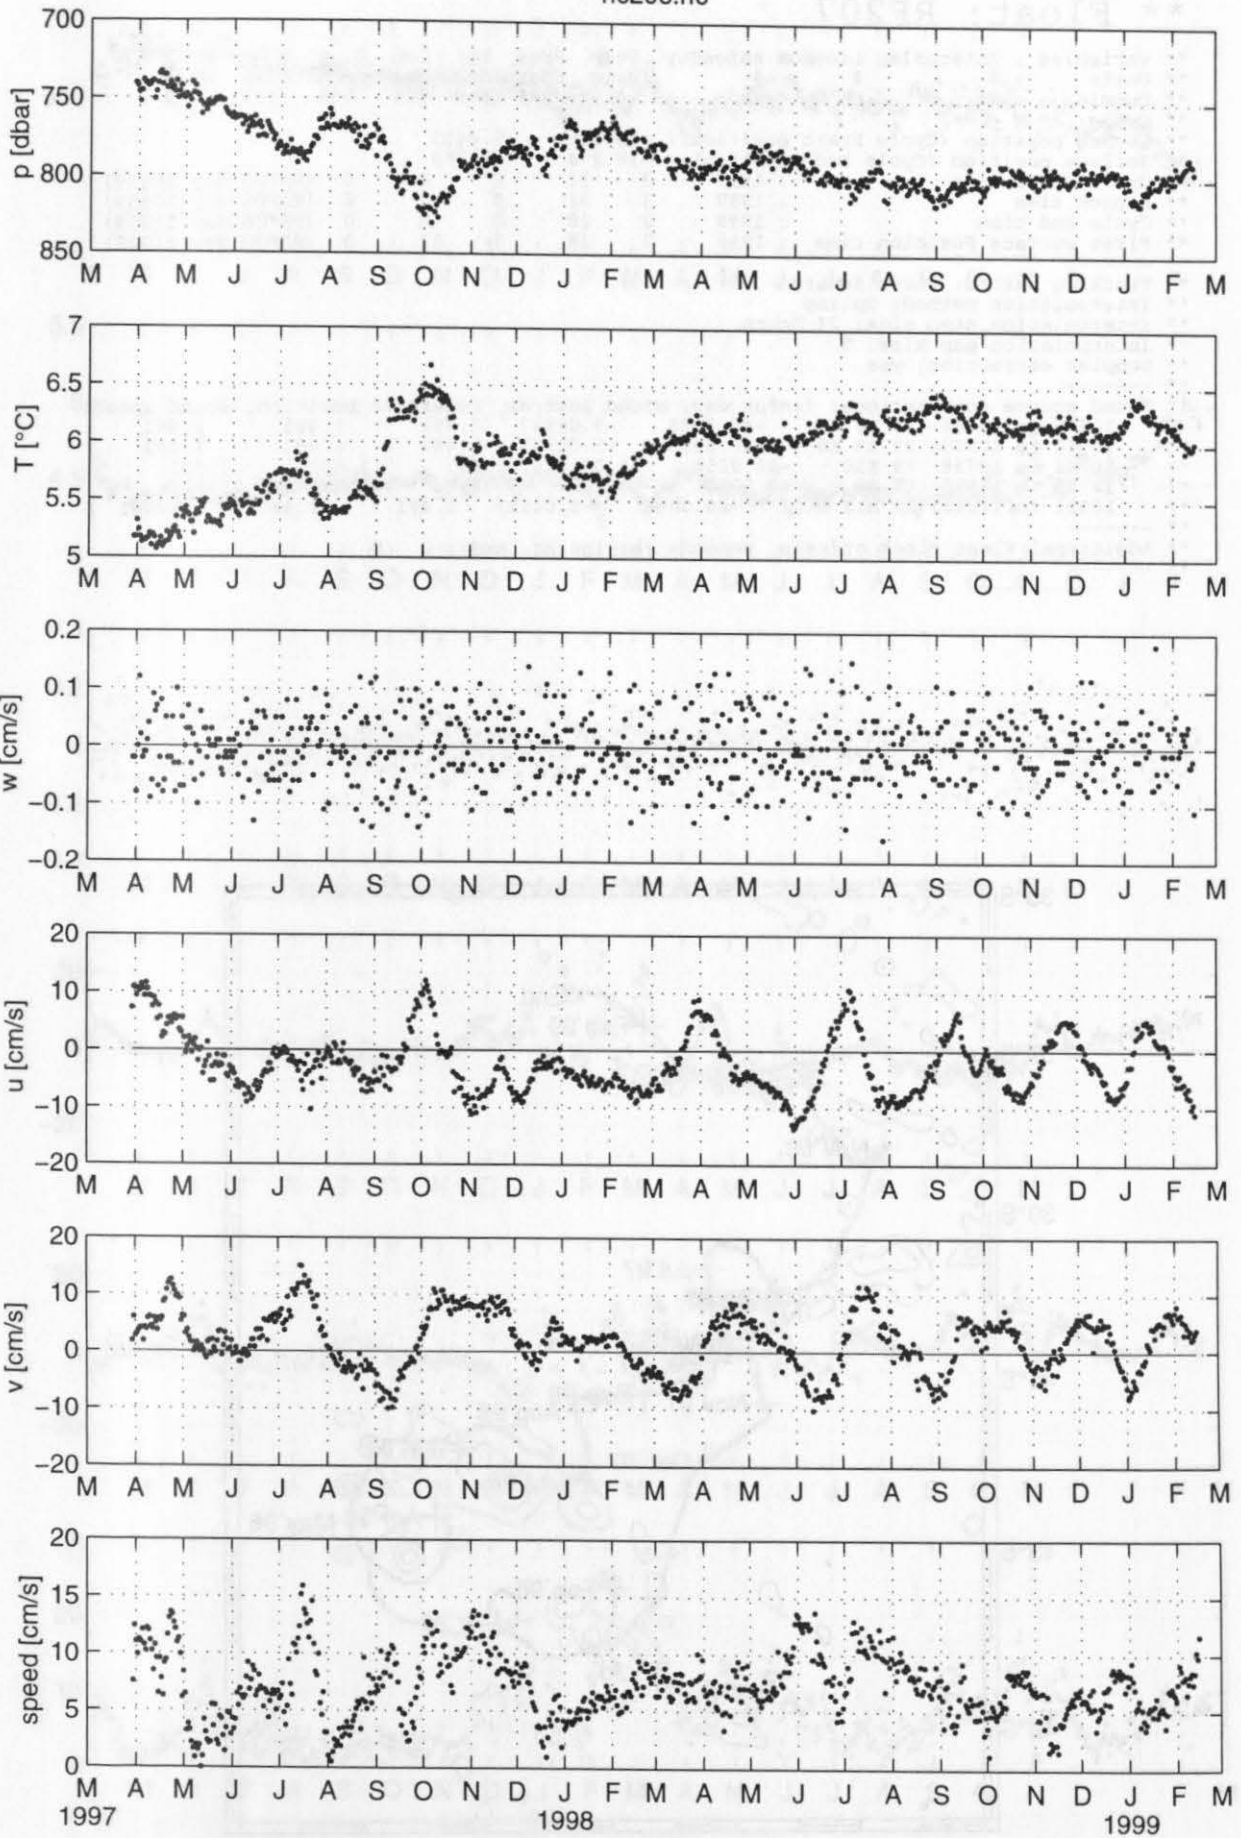 700
750
800
850
p [dbar]
M A M J J A S O N D J F M A M J J A S O N D J F M
7
6.5
6
5.5
5
T [°C]
M A M J J A S O N D J F M A M J J A S O N D J F M
0.2
0.1
0
−0.1
−0.2
w [cm/s]
M A M J J A S O N D J F M A M J J A S O N D J F M
20
10
0
−10
−20
u [cm/s]
M A M J J A S O N D J F M A M J J A S O N D J F M
20
10
0
−10
−20
v [cm/s]
M A M J J A S O N D J F M A M J J A S O N D J F M
20
15
10
5
0
speed [cm/s]
M A M J J A S O N D J F M A M J J A S O N D J F M
1997 1998 1999